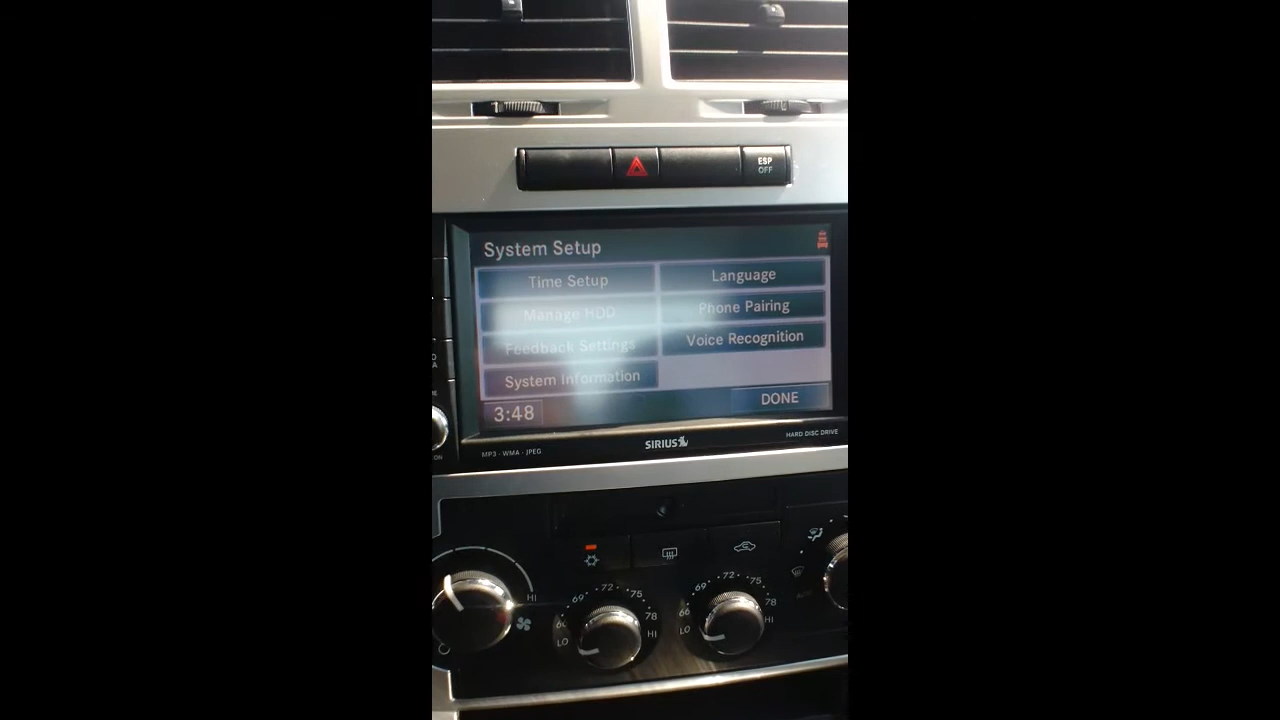 ESP
OFF
System Setup
Time Setup
Language
Manage HDD
Phone Pairing
Feedback Settings
Voice Recognition
System Information
3:48
DONE
MP3 - WMA - JPEG
SIRIUS
HARD DISC DRIVE
HI
LO
66
69
72
75
78
HI
LO
66
69
72
75
78
HI